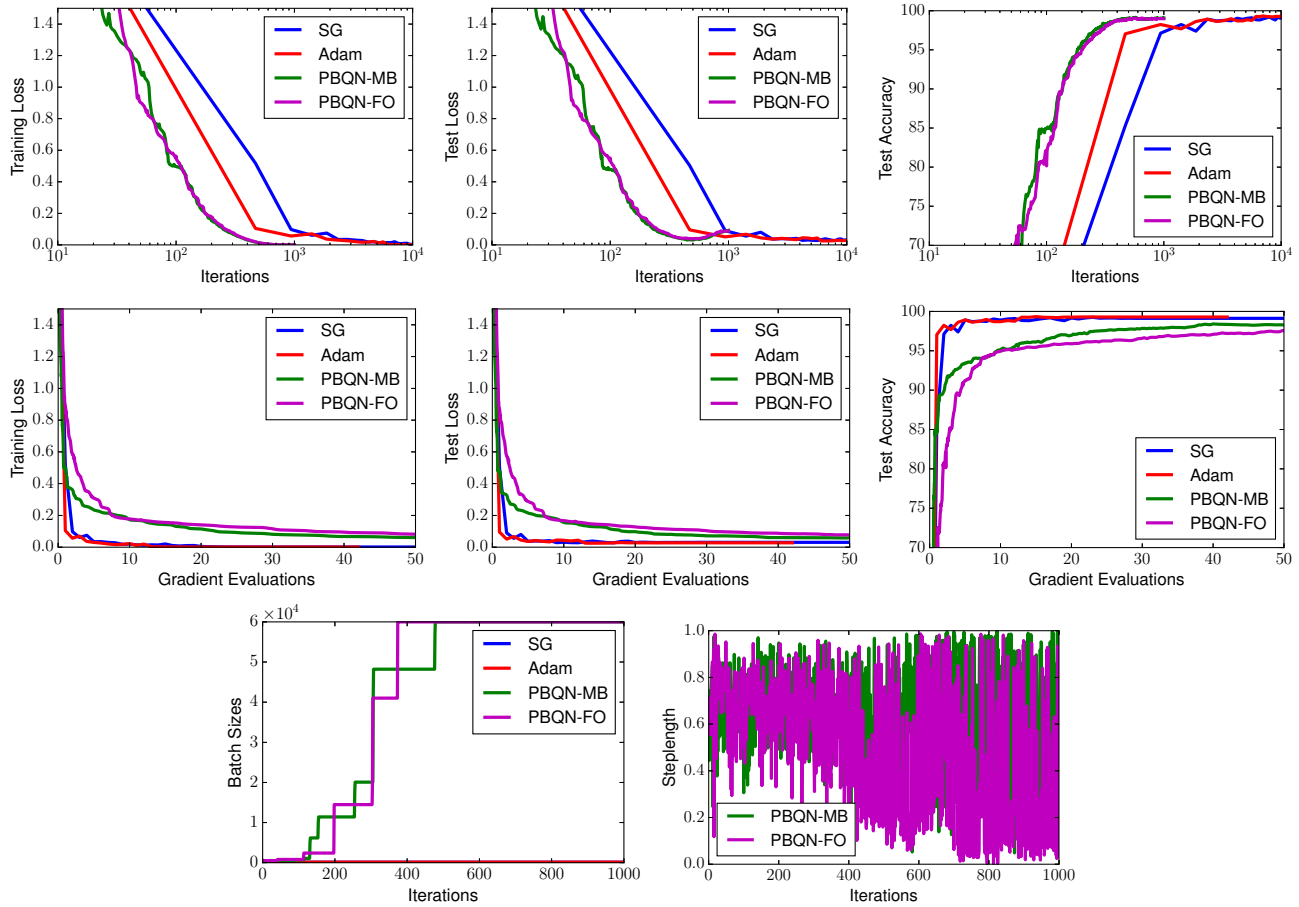 Training Loss
1.4
1.2
1.0
0.8
0.6
0.4
0.2
0.0
10^1 10^2 10^3 10^4
Iterations
SG
Adam
PBQN-MB
PBQN-FO
Test Loss
1.4
1.2
1.0
0.8
0.6
0.4
0.2
0.0
10^1 10^2 10^3 10^4
Iterations
SG
Adam
PBQN-MB
PBQN-FO
Test Accuracy
100
95
90
85
80
75
70
10^1 10^2 10^3 10^4
Iterations
SG
Adam
PBQN-MB
PBQN-FO
Training Loss
1.4
1.2
1.0
0.8
0.6
0.4
0.2
0.0
0 10 20 30 40 50
Gradient Evaluations
SG
Adam
PBQN-MB
PBQN-FO
Test Loss
1.4
1.2
1.0
0.8
0.6
0.4
0.2
0.0
0 10 20 30 40 50
Gradient Evaluations
SG
Adam
PBQN-MB
PBQN-FO
Test Accuracy
100
95
90
85
80
75
70
0 10 20 30 40 50
Gradient Evaluations
SG
Adam
PBQN-MB
PBQN-FO
Batch Sizes
×10^4
6
5
4
3
2
1
0
0 200 400 600 800 1000
Iterations
SG
Adam
PBQN-MB
PBQN-FO
Steplength
1.0
0.8
0.6
0.4
0.2
0.0
0 200 400 600 800 1000
Iterations
PBQN-MB
PBQN-FO